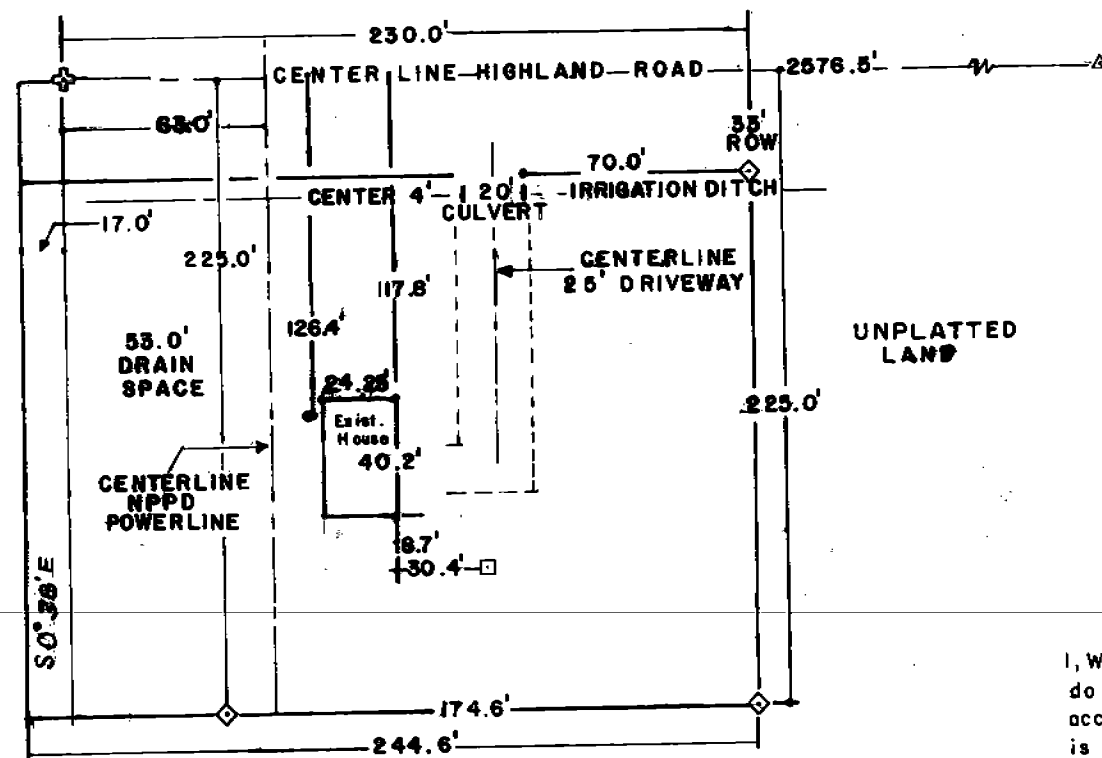 230.0'
CENTER LINE HIGHLAND ROAD
2576.5'
63.0'
33'
ROW
70.0'
CENTER 4' 20' IRRIGATION DITCH
CULVERT
17.0'
225.0'
CENTERLINE
25' DRIVEWAY
117.8'
126.4'
53.0'
DRAIN
SPACE
UNPLATTED
LAND
24.25'
Exist.
House
40.2'
225.0'
CENTERLINE
NPPD
POWERLINE
18.7'
30.4'
S.0° 38' E
174.6'
244.6'
I, W
do
acc
is